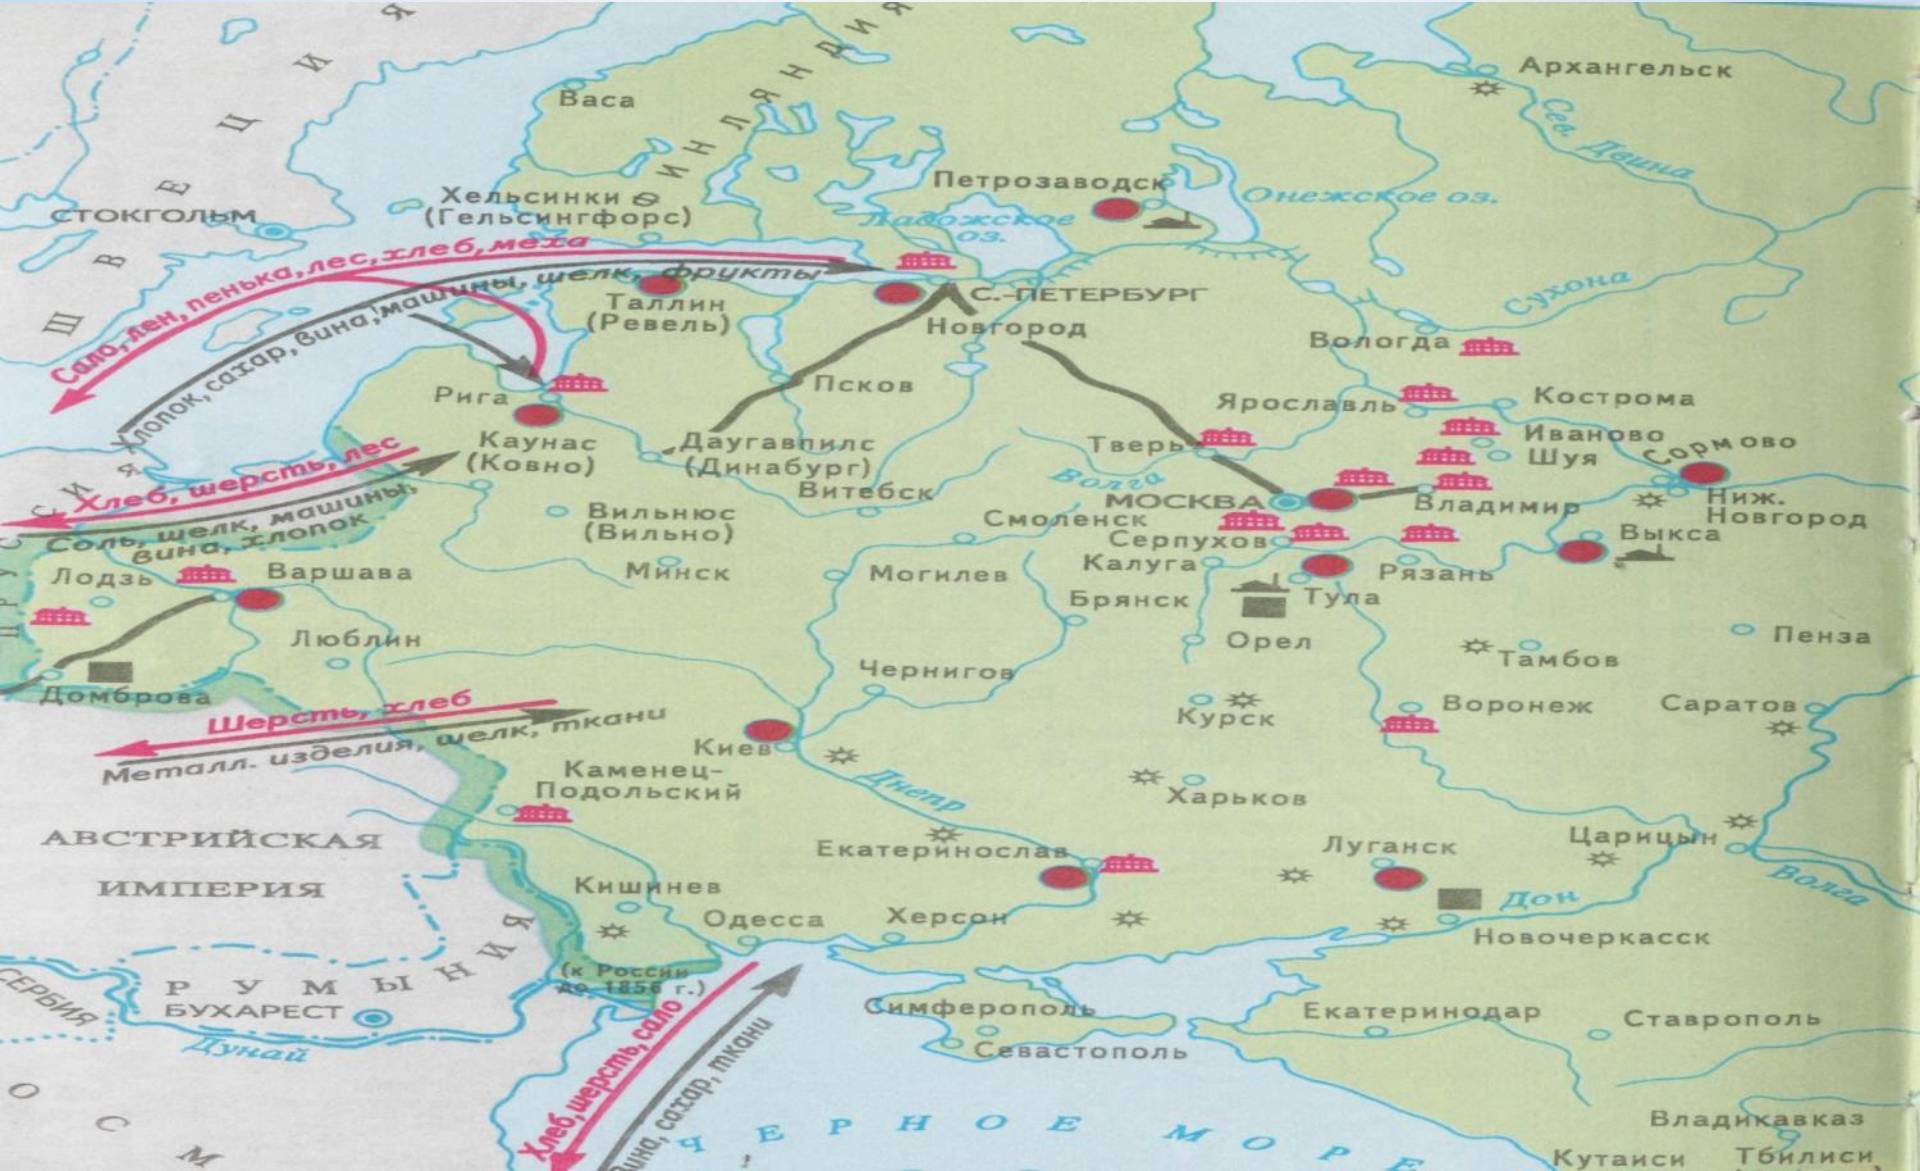 ШВЕЦИЯ
ФИНЛЯНДИЯ
Архангельск
Васа
Сев. Двина
Петрозаводск
Онежское оз.
Хельсинки
(Гельсингфорс)
Ладожское
оз.
СТОКГОЛЬМ
Сало, лен, пенька, лес, хлеб, меха
Хлопок, сахар, вина, машины, шелк, фрукты
Таллин
(Ревель)
С.-ПЕТЕРБУРГ
Новгород
Сухона
Вологда
Псков
Рига
Ярославль
Кострома
Каунас
(Ковно)
Даугавпилс
(Динабург)
Тверь
Иваново
Шуя
Сормово
Волга
Витебск
МОСКВА
Владимир
Ниж.
Новгород
Хлеб, шерсть, лес
Соль, шелк, машины,
вина, хлопок
Вильнюс
(Вильно)
Смоленск
Серпухов
Выкса
ПРУССИЯ
Лодзь
Варшава
Минск
Могилев
Калуга
Рязань
Брянск
Тула
Люблин
Орел
Тамбов
Пенза
Домброва
Чернигов
Шерсть, хлеб
Металл. изделия, шелк, ткани
Курск
Воронеж
Саратов
Киев
Каменец-
Подольский
Днепр
Харьков
АВСТРИЙСКАЯ
ИМПЕРИЯ
Екатеринослав
Луганск
Царицын
Волга
Кишинев
Одесса
Херсон
Дон
Новочеркасск
СЕРБИЯ
РУМЫНИЯ
БУХАРЕСТ
Дунай
(к России
до 1856 г.)
Хлеб, шерсть, сало
Вина, сахар, ткани
Симферополь
Севастополь
Екатеринодар
Ставрополь
ЧЕРНОЕ МОРЕ
Владикавказ
Кутаиси
Тбилиси
О С М